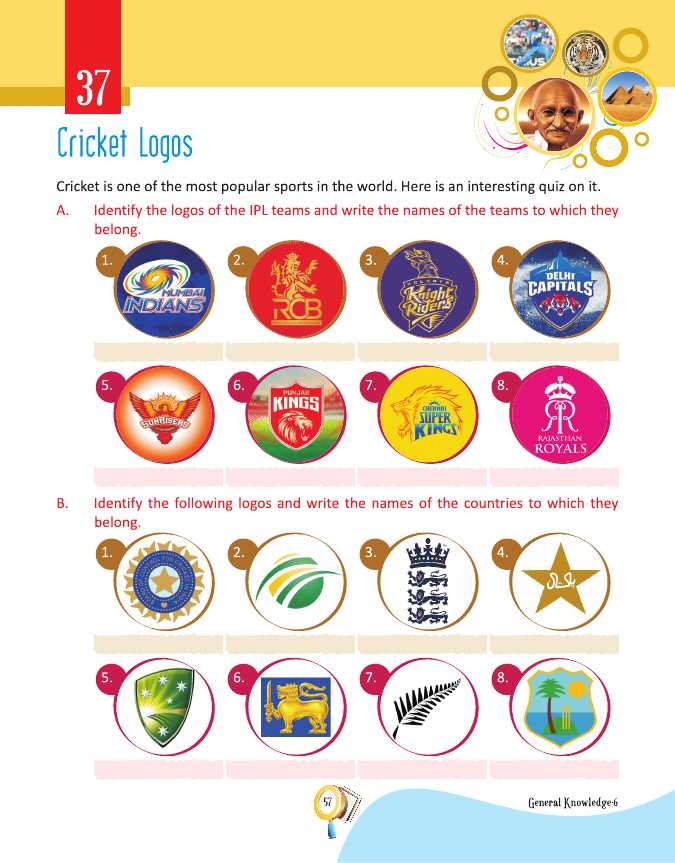 37
Cricket Logos
Cricket is one of the most popular sports in the world. Here is an interesting quiz on it.
A. Identify the logos of the IPL teams and write the names of the teams to which they
belong.
1. 2. 3. 4.
MUMBAI
INDIANS
RCB
KOLKATA
Knight
Riders
DELHI
CAPITALS
5. 6. 7. 8.
SUNRISERS
PUNJAB
KINGS
CHENNAI
SUPER
KINGS
RAJASTHAN
ROYALS
B. Identify the following logos and write the names of the countries to which they
belong.
1. 2. 3. 4.
5. 6. 7. 8.
57
General Knowledge-6